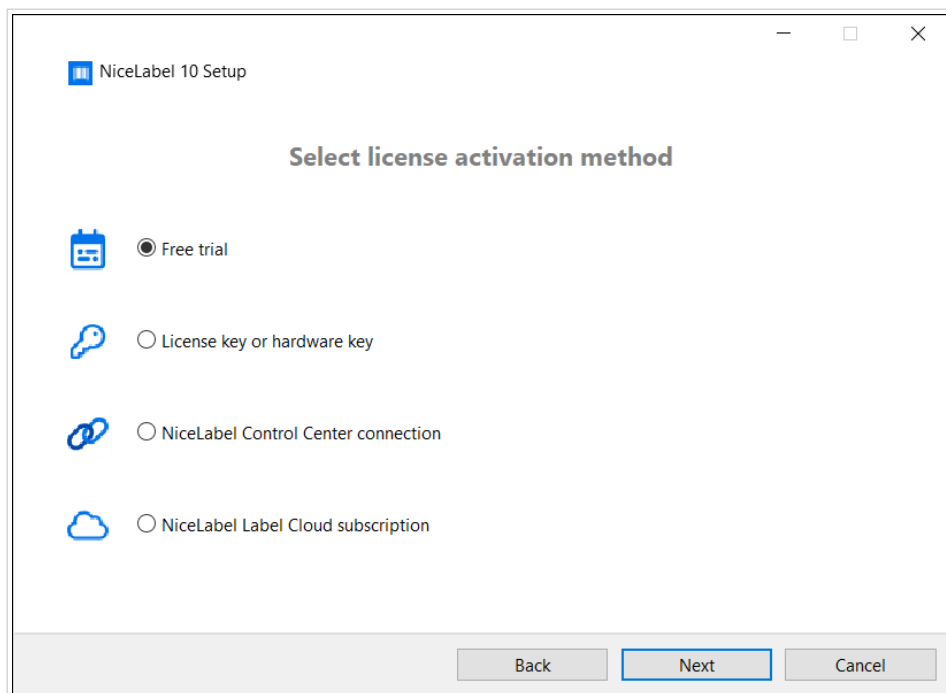 NiceLabel 10 Setup
Select license activation method
Free trial
License key or hardware key
NiceLabel Control Center connection
NiceLabel Label Cloud subscription
Back Next Cancel